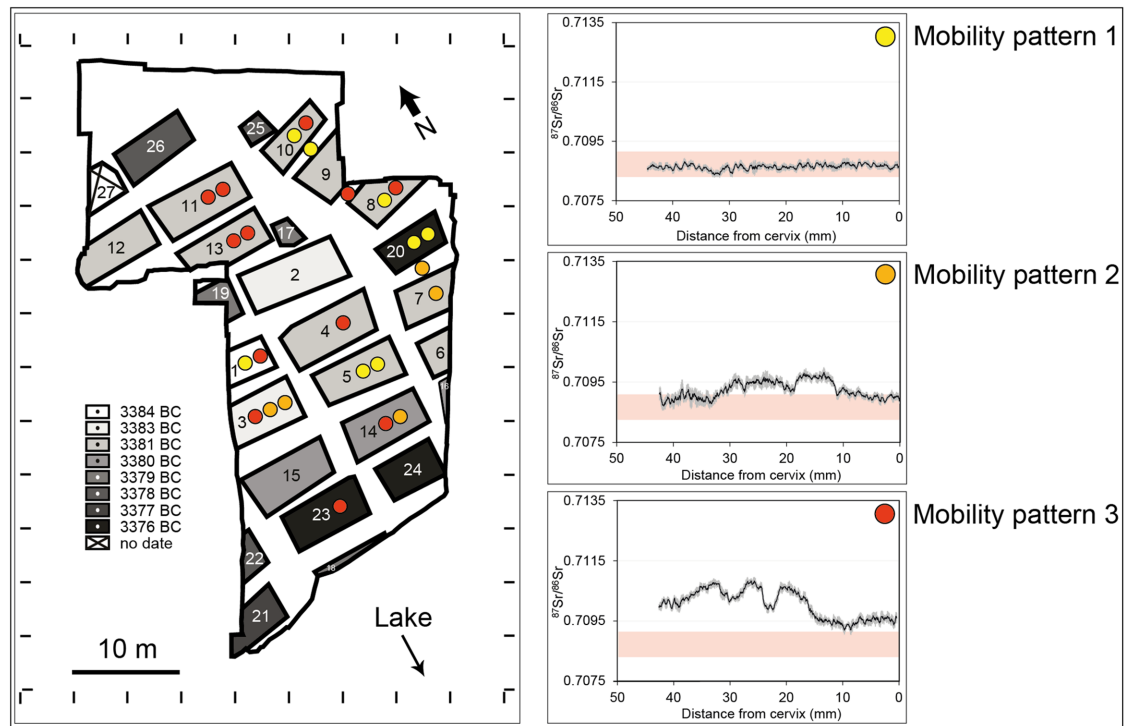 N
26
25
10
9
27
11
8
12
13
17
20
2
19
7
4
6
1
5
18
3
14
15
24
23
22
18
21
3384 BC
3383 BC
3381 BC
3380 BC
3379 BC
3378 BC
3377 BC
3376 BC
no date
10 m
Lake
Mobility pattern 1
0.7135
0.7115
0.7095
0.7075
87Sr/86Sr
50 40 30 20 10 0
Distance from cervix (mm)
Mobility pattern 2
0.7135
0.7115
0.7095
0.7075
87Sr/86Sr
50 40 30 20 10 0
Distance from cervix (mm)
Mobility pattern 3
0.7135
0.7115
0.7095
0.7075
87Sr/86Sr
50 40 30 20 10 0
Distance from cervix (mm)